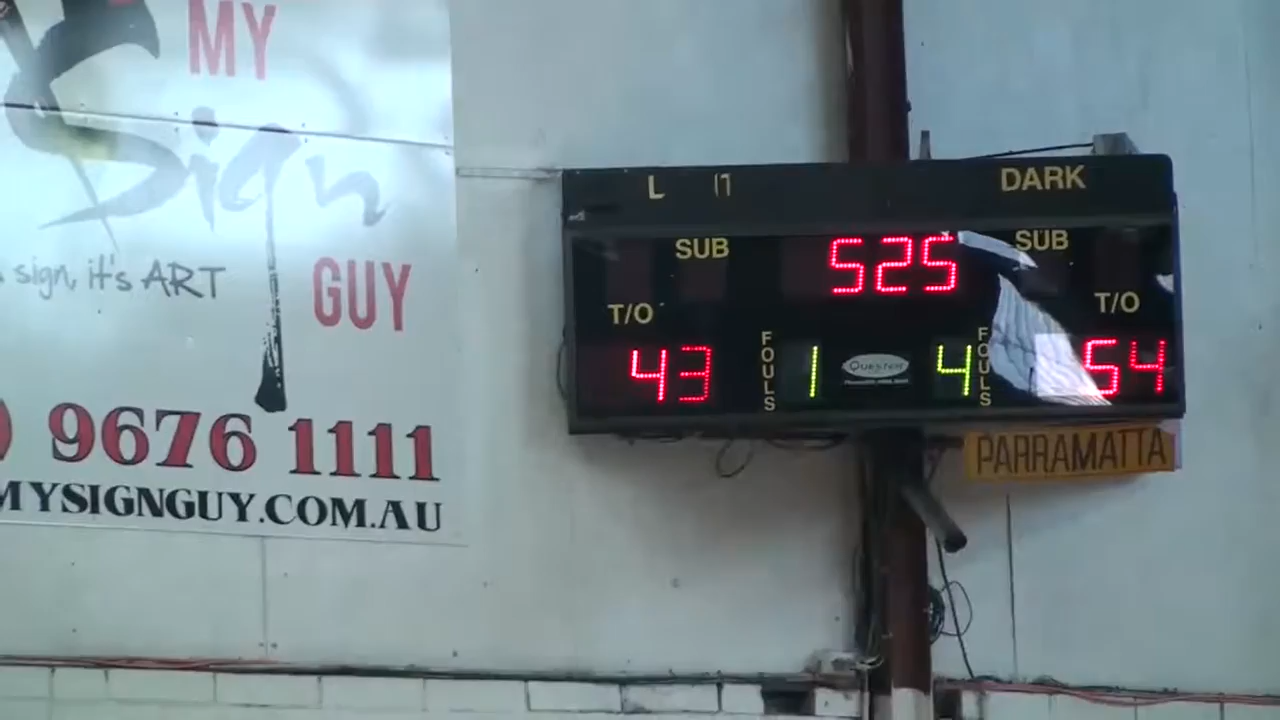 MY
Sign
sign, it's ART
GUY
9676 1111
MYSIGNGUY.COM.AU
DARK
SUB 525 SUB
T/O T/O
43 FOULS 1 4 FOULS 54
PARRAMATTA